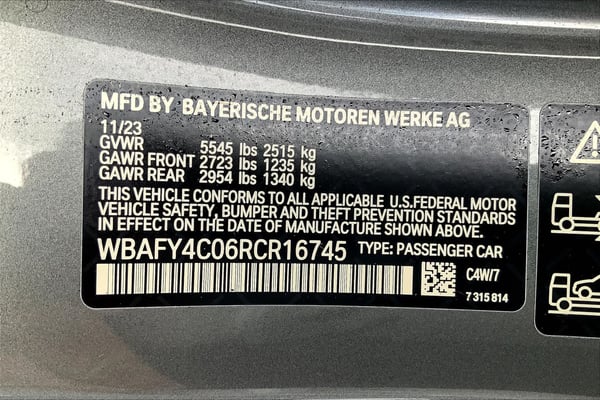 MFD BY BAYERISCHE MOTOREN WERKE AG
11/23
GVWR 5545 lbs 2515 kg
GAWR FRONT 2723 lbs 1235 kg
GAWR REAR 2954 lbs 1340 kg
THIS VEHICLE CONFORMS TO ALL APPLICABLE U.S.FEDERAL MOTOR
VEHICLE SAFETY, BUMPER AND THEFT PREVENTION STANDARDS
IN EFFECT ON THE DATE OF MANUFACTURE SHOWN ABOVE.
WBAFY4C06RCR16745 TYPE: PASSENGER CAR
C4W/7
7 315 814